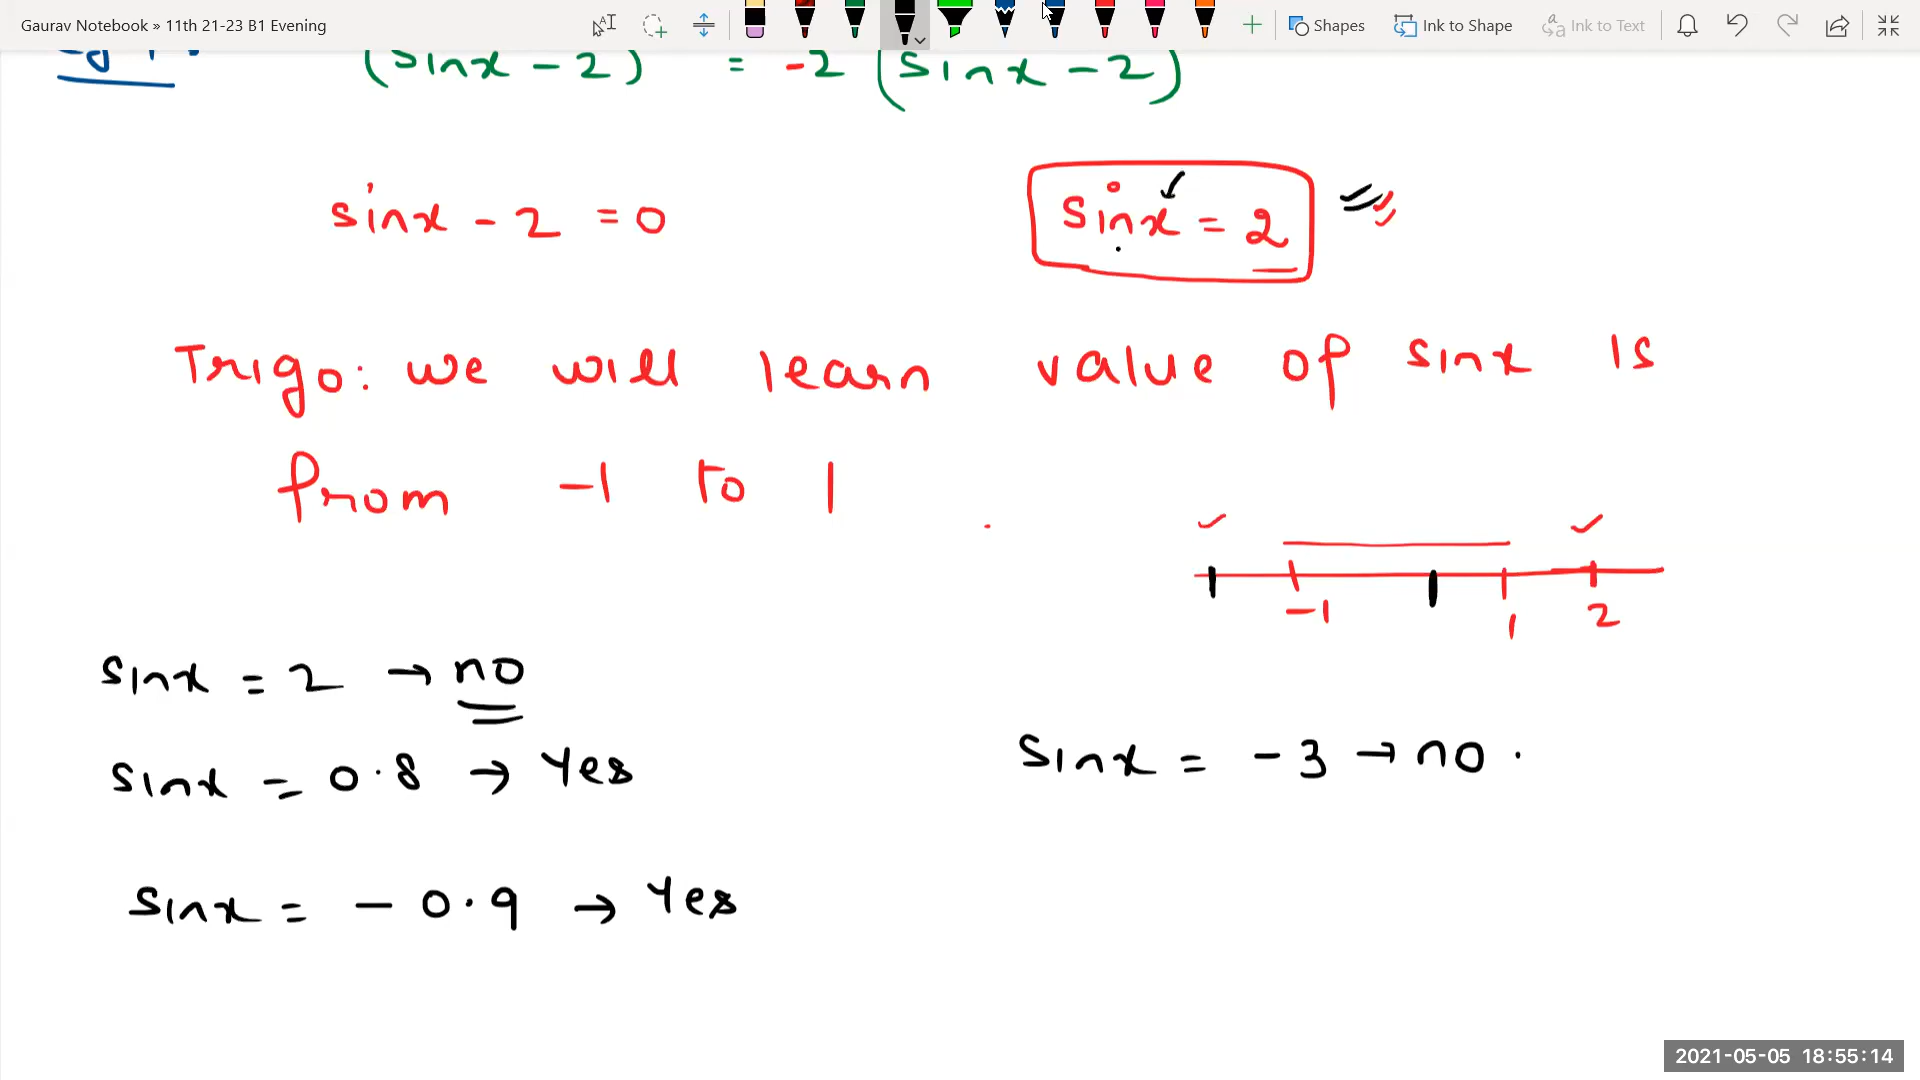 Gaurav Notebook » 11th 21-23 B1 Evening
Shapes
Ink to Shape
Ink to Text
(sinx - 2) = -2 (sinx - 2)
sinx - 2 = 0
sinx = 2
Trigo: we will learn value of sinx is
from -1 to 1
-1 1 2
sinx = 2 → no
sinx = -3 → no .
sinx = 0.8 → Yes
sinx = - 0.9 → Yes
2021-05-05 18:55:14